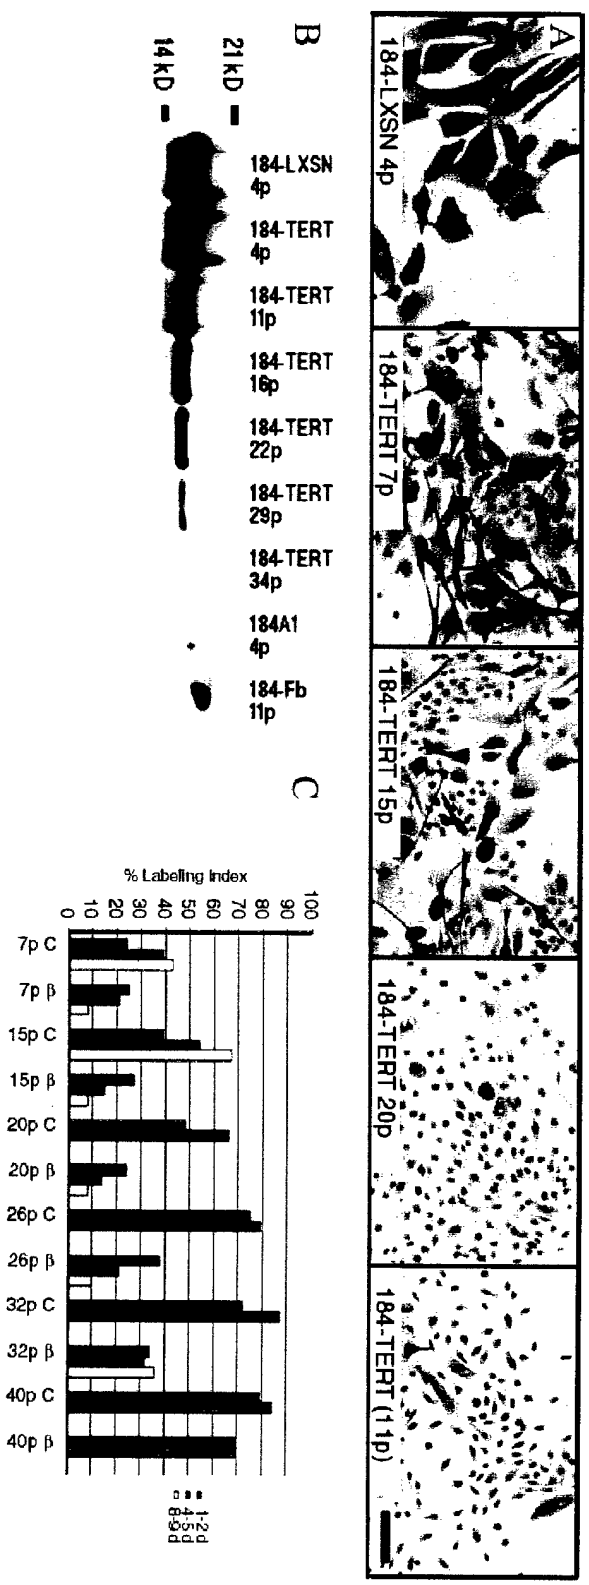 A
184-LXSN 4p
184-TERT 7p
184-TERT 15p
184-TERT 20p
184-TERT (11p)
B
21kD
14kD
184-LXSN
4p
184-TERT
4p
184-TERT
11p
184-TERT
16p
184-TERT
22p
184-TERT
29p
184-TERT
34p
184A1
4p
184-Fb
11p
C
% Labeling Index
0 10 20 30 40 50 60 70 80 90 100
7p C
7p β
15p C
15p β
20p C
20p β
26p C
26p β
32p C
32p β
40p C
40p β
1-2 d
4-5 d
8-9 d